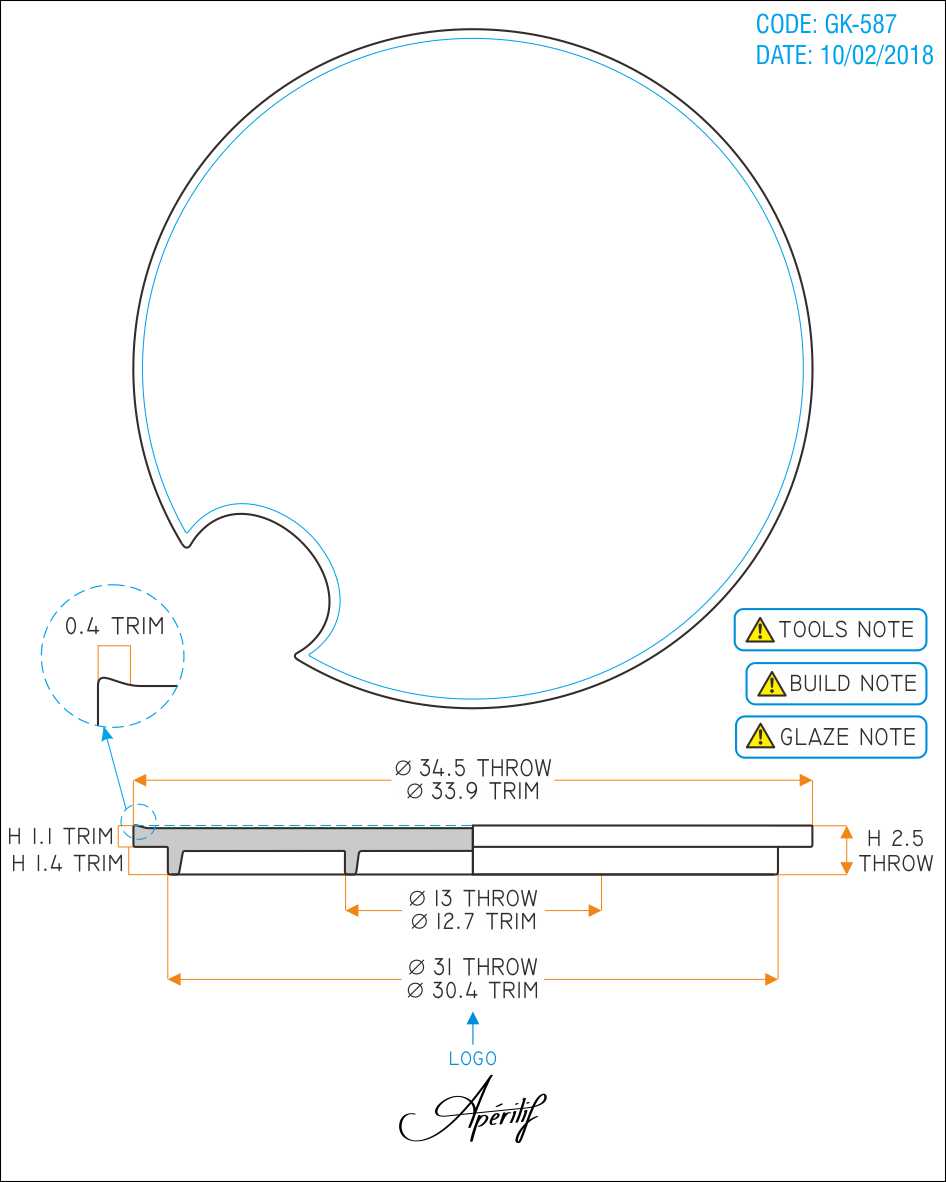 CODE: GK-587
DATE: 10/02/2018
0.4 TRIM
TOOLS NOTE
BUILD NOTE
GLAZE NOTE
Ø 34.5 THROW
Ø 33.9 TRIM
H 1.1 TRIM
H 1.4 TRIM
H 2.5
THROW
Ø 13 THROW
Ø 12.7 TRIM
Ø 31 THROW
Ø 30.4 TRIM
LOGO
Apéritif